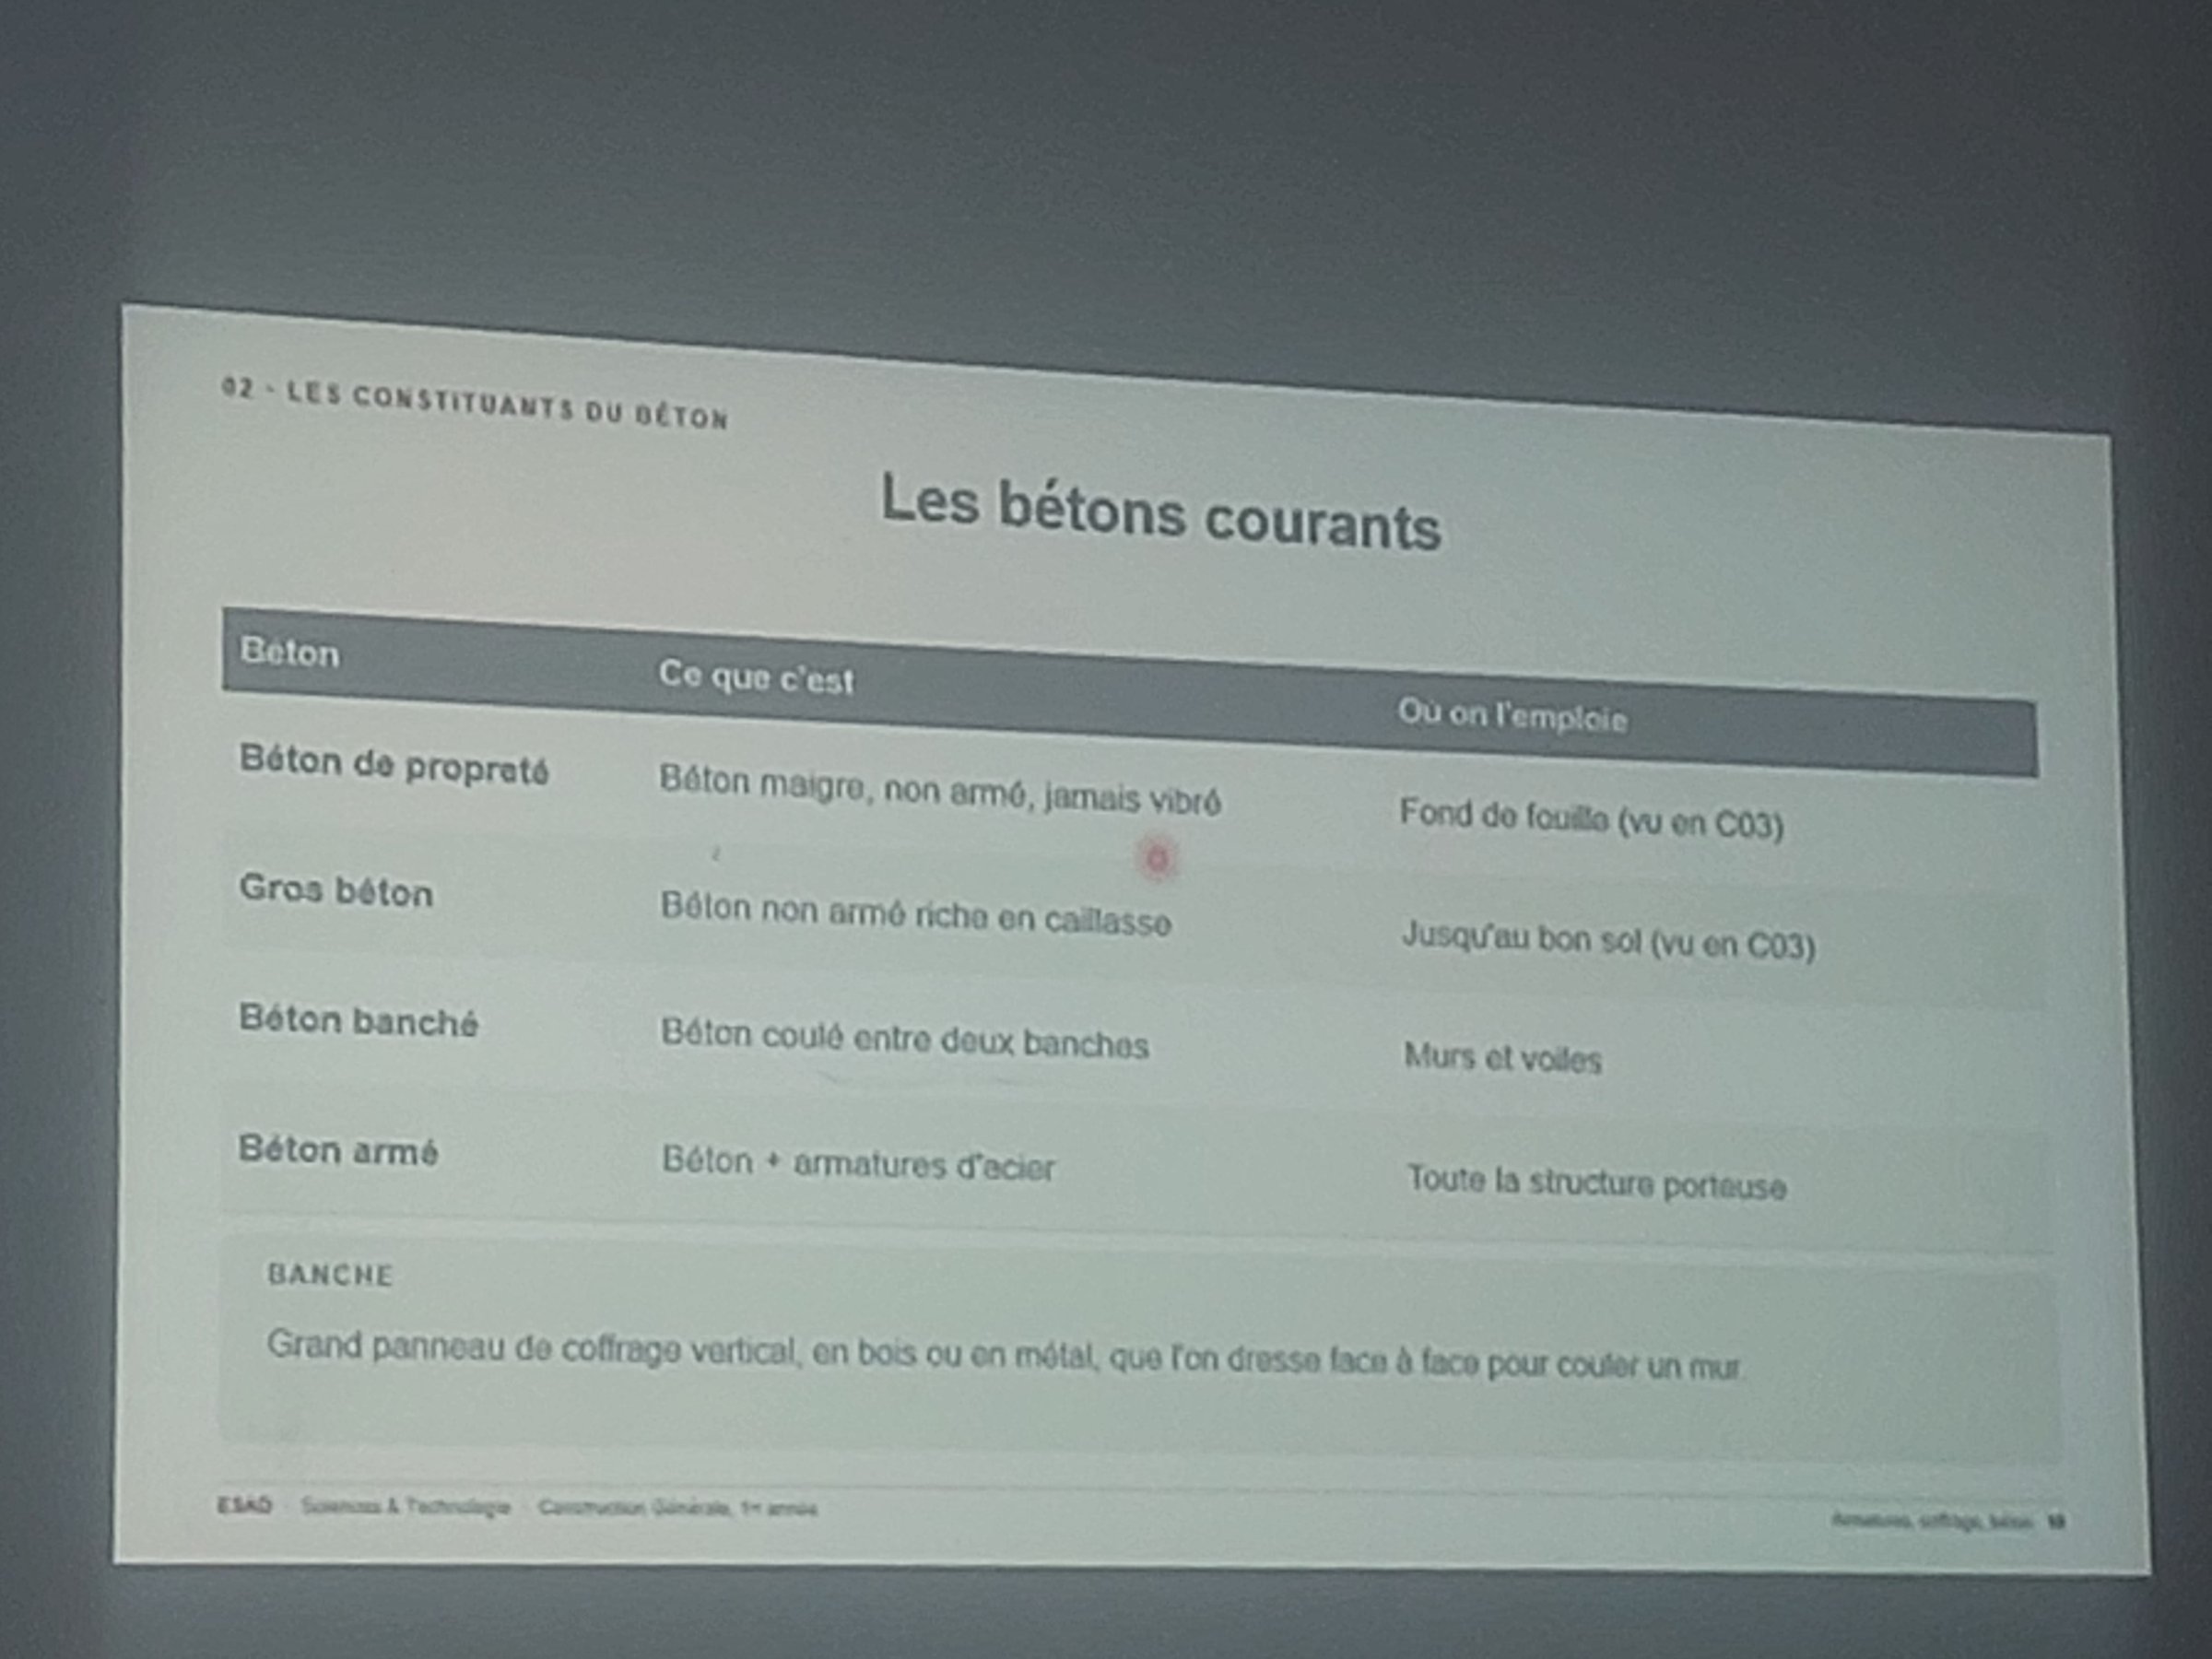 02 - LES CONSTITUANTS DU BÉTON
Les bétons courants
Béton Ce que c'est Où on l'emploie
Béton de propreté Béton maigre, non armé, jamais vibré Fond de fouille (vu en C03)
Gros béton Béton non armé riche en caillasse Jusqu'au bon sol (vu en C03)
Béton banché Béton coulé entre deux banches Murs et voiles
Béton armé Béton + armatures d'acier Toute la structure porteuse
BANCHE
Grand panneau de coffrage vertical, en bois ou en métal, que l'on dresse face à face pour couler un mur
ESAD Sciences & Technologie Construction Générale, 1re année
Armatures, coffrage, béton